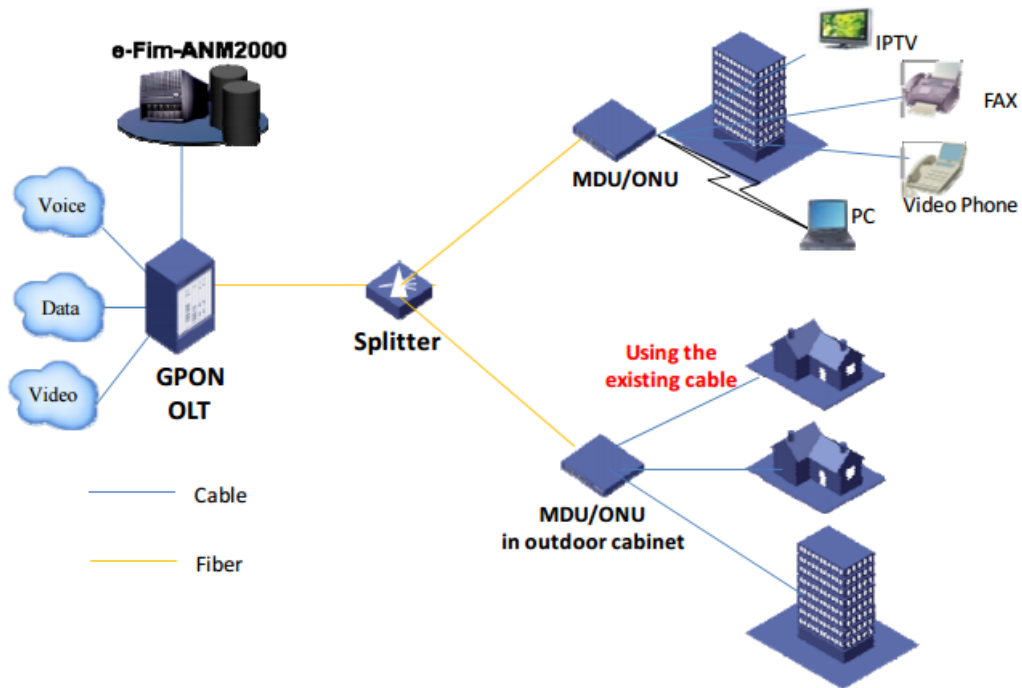 e-Fim-ANM2000
IPTV
FAX
MDU/ONU
Voice
PC
Video Phone
Data
Splitter
Using the
existing cable
GPON
OLT
Video
Cable
MDU/ONU
in outdoor cabinet
Fiber